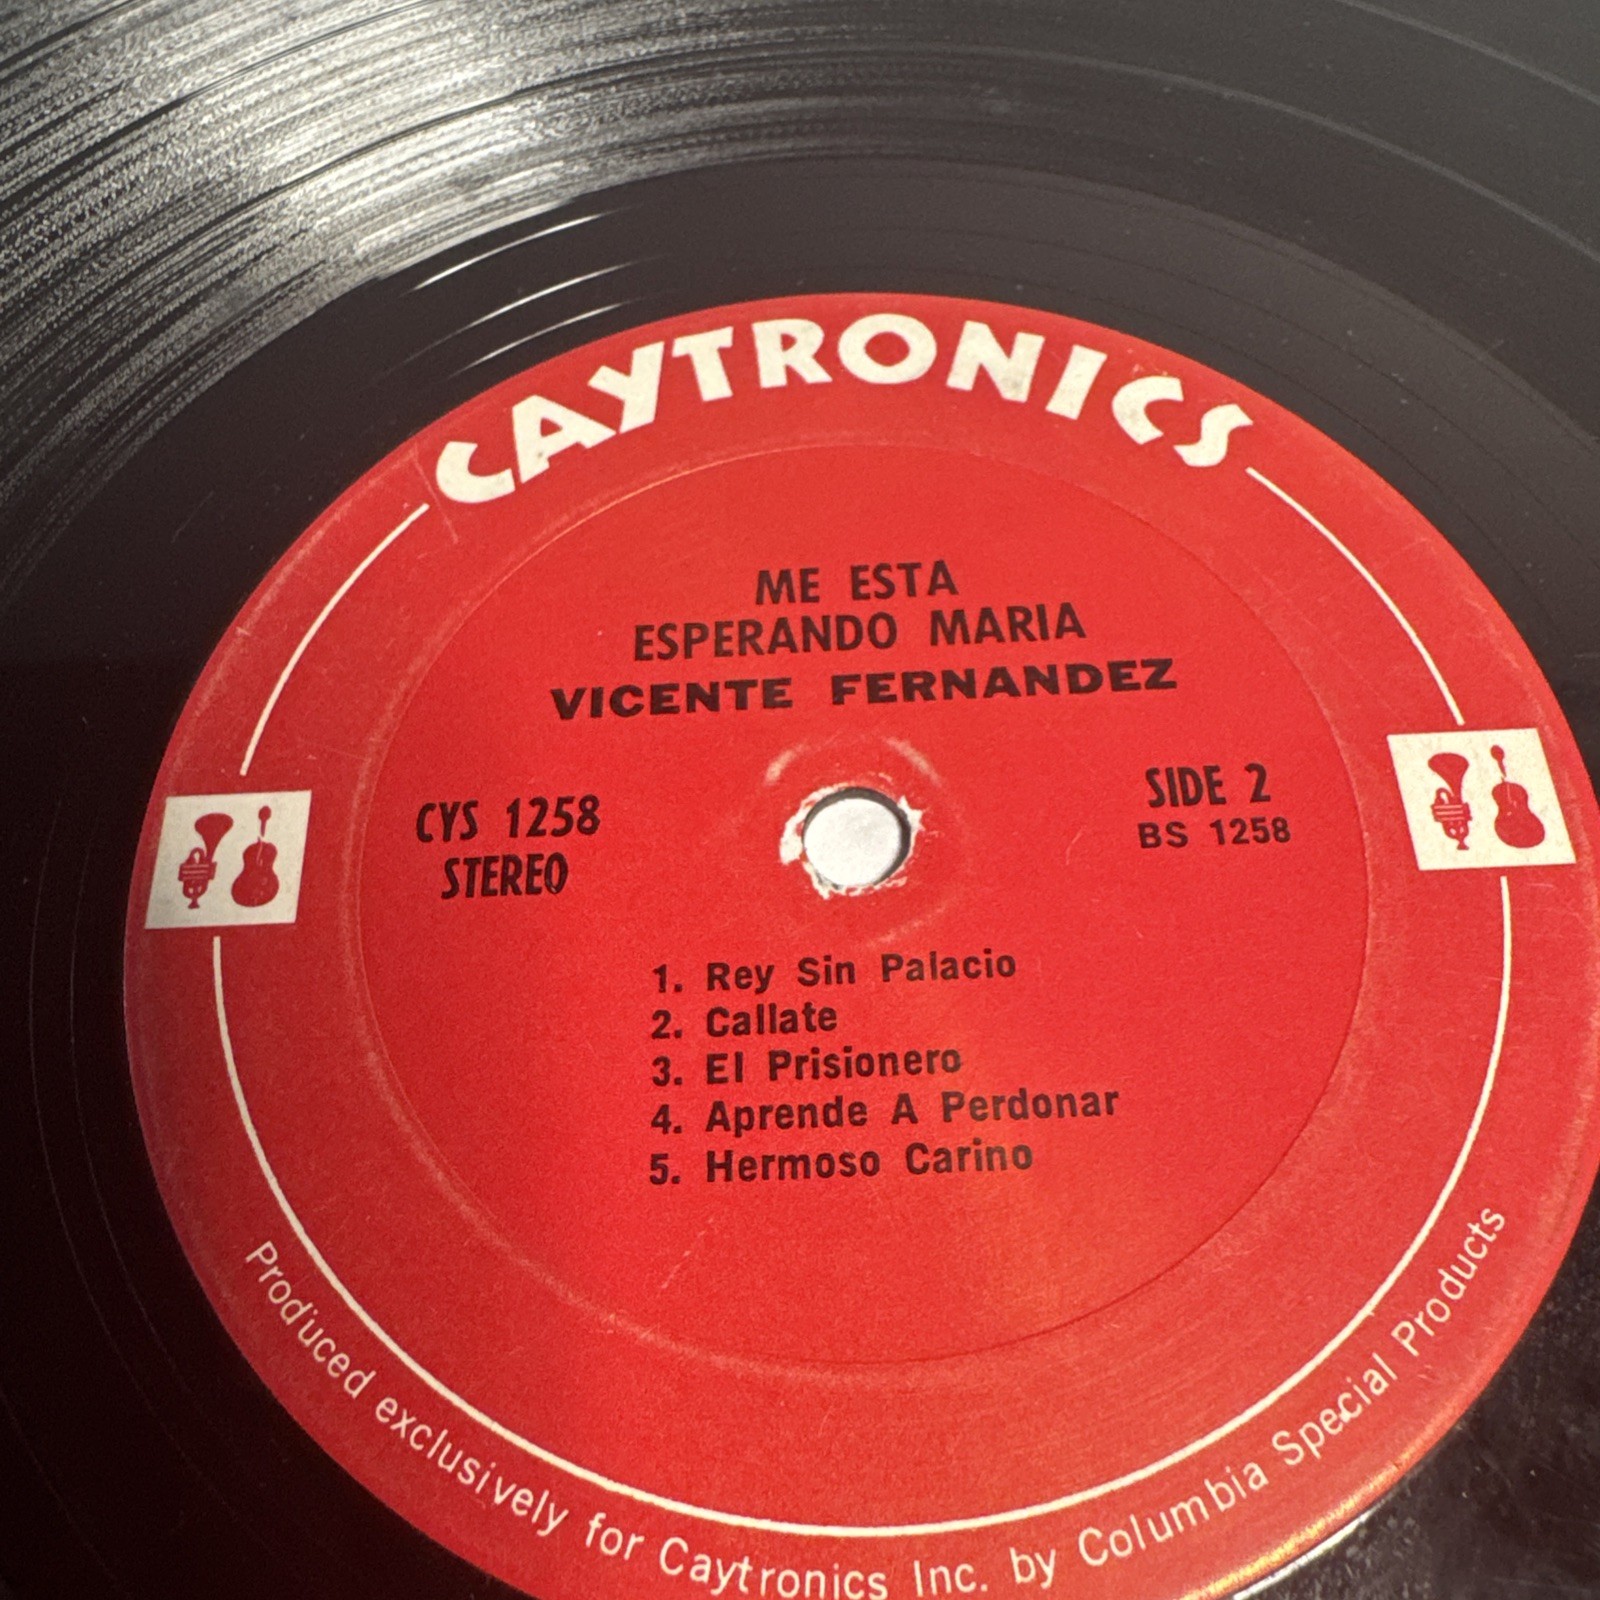 CAYTRONICS
ME ESTA
ESPERANDO MARIA
VICENTE FERNANDEZ
CYS 1258
STEREO
SIDE 2
BS 1258
1. Rey Sin Palacio
2. Callate
3. El Prisionero
4. Aprende A Perdonar
5. Hermoso Carino
Produced exclusively for Caytronics Inc. by Columbia Special Products